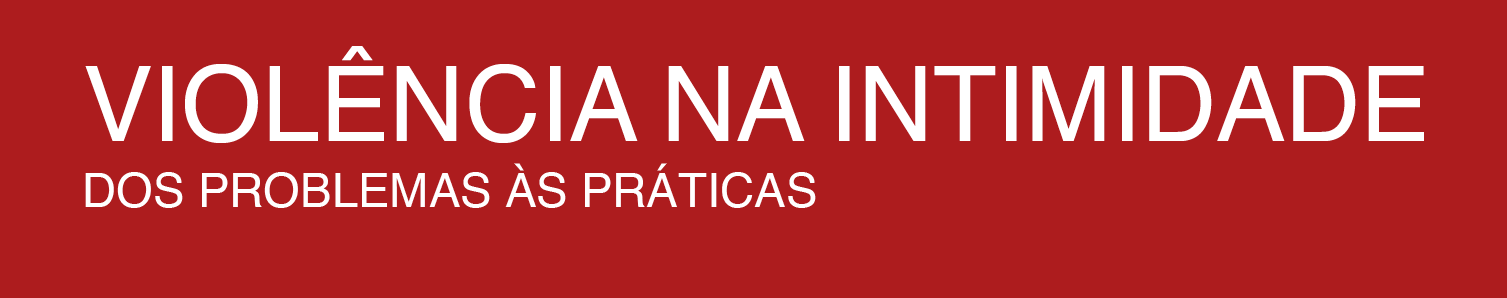 VIOLÊNCIA NA INTIMIDADE
DOS PROBLEMAS ÀS PRÁTICAS